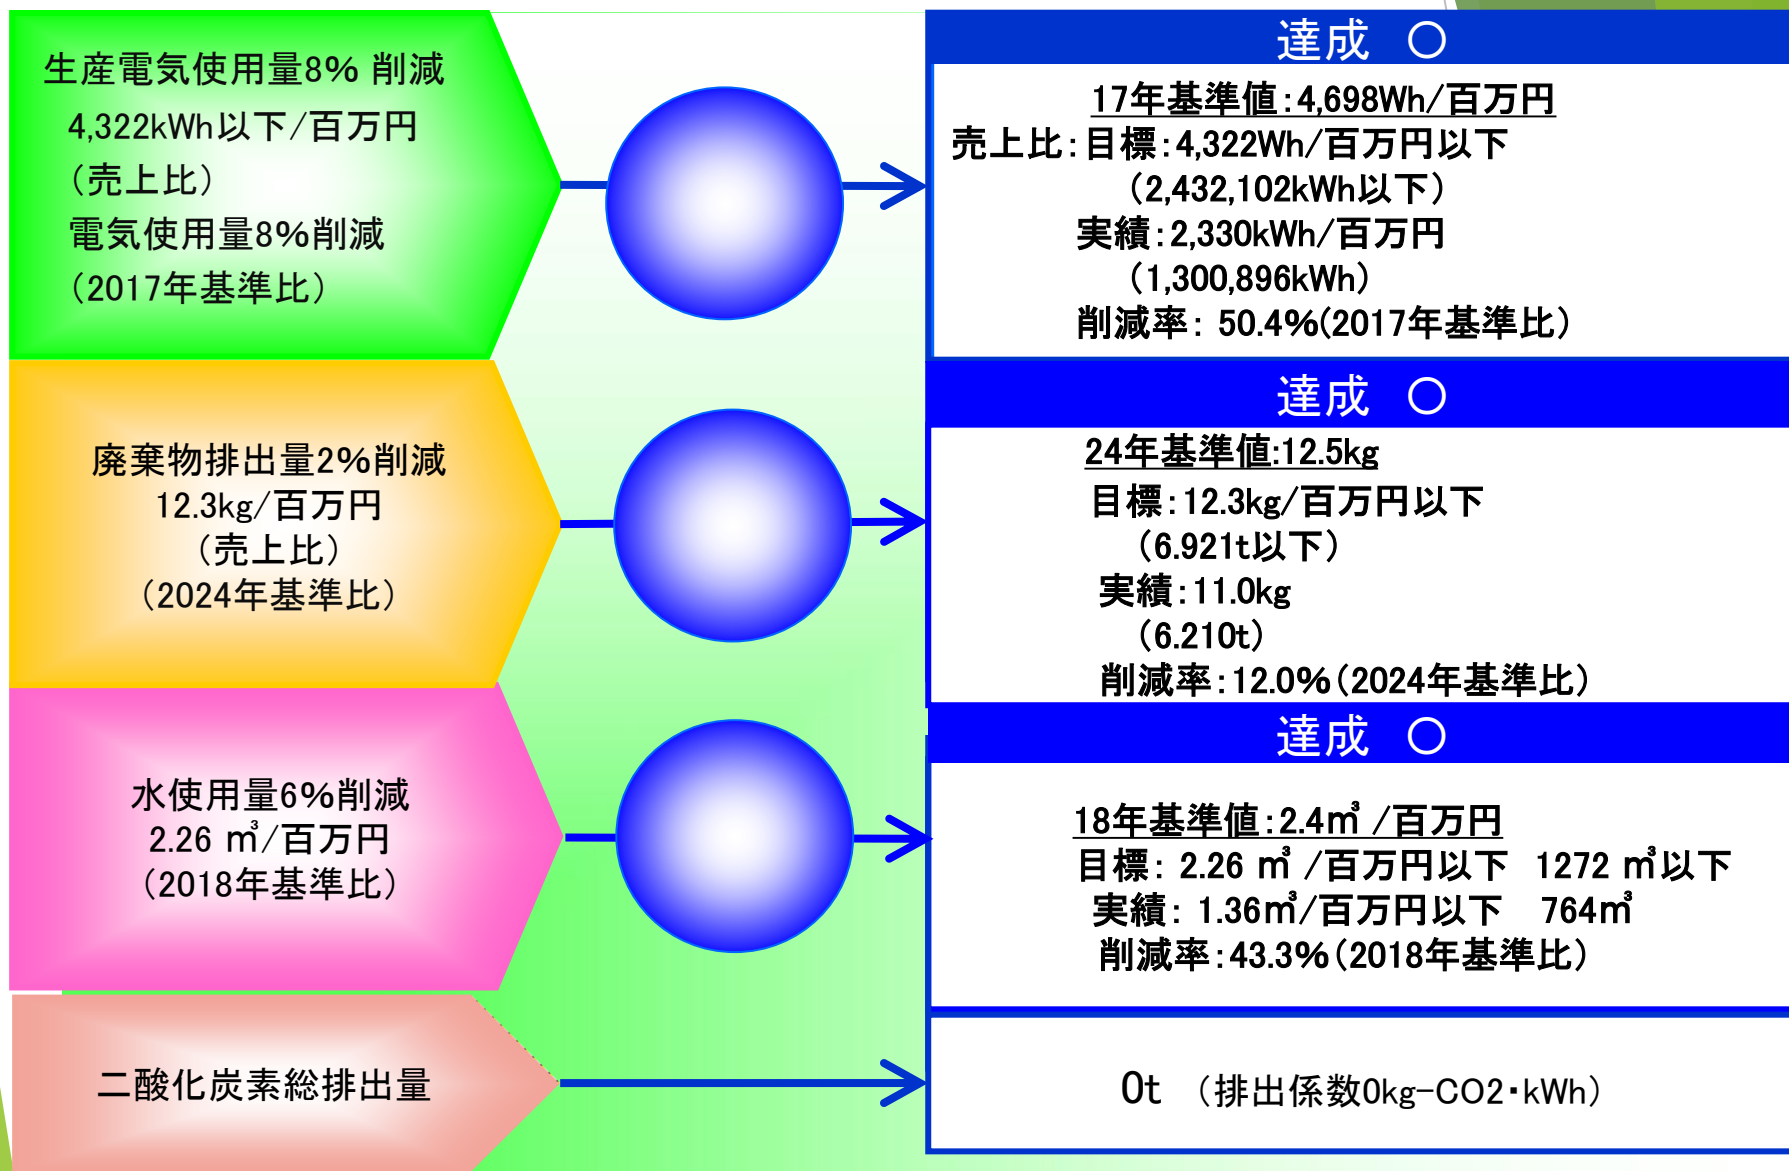 生産電気使用量8% 削減
4,322kWh以下/百万円
(売上比)
電気使用量8%削減
(2017年基準比)
達成 ○
17年基準値:4,698Wh/百万円
売上比:目標:4,322Wh/百万円以下
(2,432,102kWh以下)
実績:2,330kWh/百万円
(1,300,896kWh)
削減率: 50.4%(2017年基準比)
廃棄物排出量2%削減
12.3kg/百万円
(売上比)
(2024年基準比)
達成 ○
24年基準値:12.5kg
目標:12.3kg/百万円以下
(6.921t以下)
実績:11.0kg
(6.210t)
削減率:12.0%(2024年基準比)
水使用量6%削減
2.26 ㎥/百万円
(2018年基準比)
達成 ○
18年基準値:2.4㎥ /百万円
目標: 2.26 ㎥ /百万円以下 1272 ㎥以下
実績: 1.36㎥/百万円以下 764㎥
削減率:43.3%(2018年基準比)
二酸化炭素総排出量
0t (排出係数0kg-CO2・kWh)